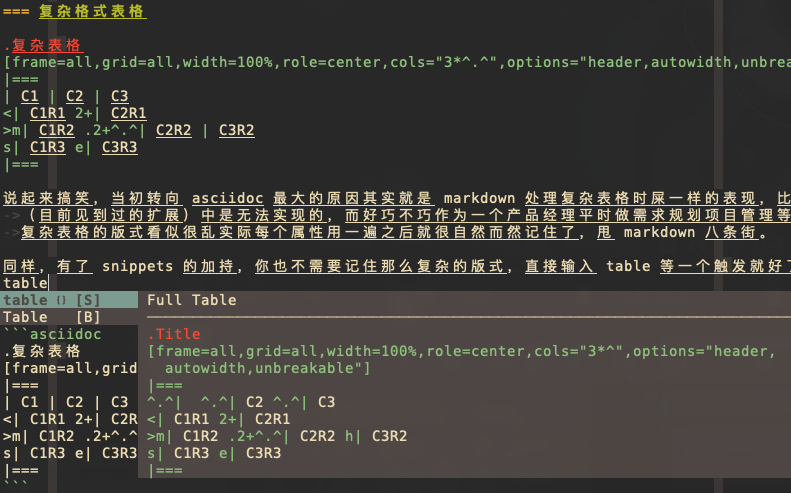 === 复杂格式表格
.复杂表格
[frame=all,grid=all,width=100%,role=center,cols="3*^.^",options="header,autowidth,unbrea
|===
| C1 | C2 | C3
<| C1R1 2+| C2R1
>m| C1R2 .2+^.^| C2R2 | C3R2
s| C1R3 e| C3R3
|===
说起来搞笑, 当初转向 asciidoc 最大的原因其实就是 markdown 处理复杂表格时屎一样的表现, 比
-> (目前见到过的扩展) 中是无法实现的, 而好巧不巧作为一个产品经理平时做需求规划项目管理等
->复杂表格的版式看似很乱实际每个属性用一遍之后就很自然而然记住了, 甩 markdown 八条街。
同样, 有了 snippets 的加持, 你也不需要记住那么复杂的版式, 直接输入 table 等一个触发就好了
table
table {} [S]
Table [B]
```asciidoc
.复杂表格
[frame=all,grid
|===
| C1 | C2 | C3
<| C1R1 2+| C2R
>m| C1R2 .2+^.^
s| C1R3 e| C3R3
|===
```
Full Table
.Title
[frame=all,grid=all,width=100%,role=center,cols="3*^",options="header,
autowidth,unbreakable"]
|===
^.^| ^.^| C2 ^.^| C3
<| C1R1 2+| C2R1
>m| C1R2 .2+^.^| C2R2 h| C3R2
s| C1R3 e| C3R3
|===